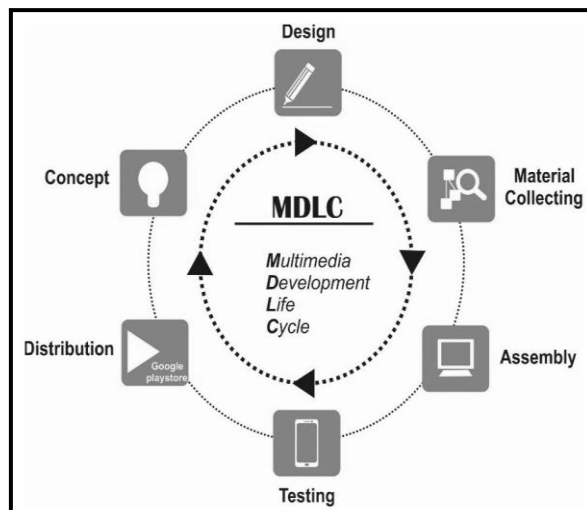 Design
Concept
Material
Collecting
MDLC
Multimedia
Development
Life
Cycle
Distribution
Google
playstore
Assembly
Testing